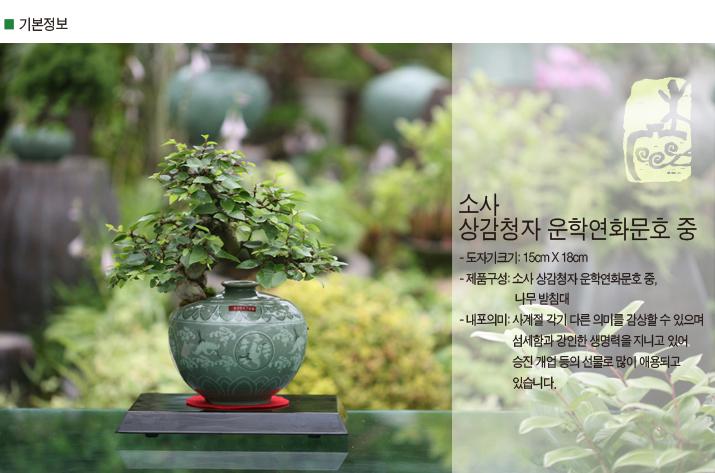 기본정보
소사
상감청자 운학연화문호 중
- 도자기크기: 15cm X 18cm
- 제품구성: 소사 상감청자 운학연화문호 중,
나무 받침대
- 내포의미: 사계절 각기 다른 의미를 감상할 수 있으며
섬세함과 강인한 생명력을 지니고 있어
승진 개업 등의 선물로 많이 애용되고
있습니다.